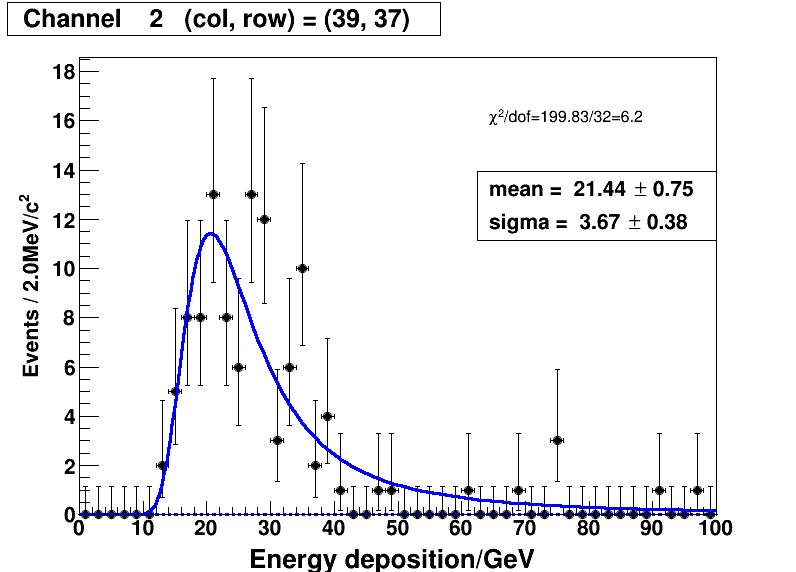 Channel 2 (col, row) = (39, 37)
χ²/dof=199.83/32=6.2
mean = 21.44 ± 0.75
sigma = 3.67 ± 0.38
Events / 2.0MeV/c²
18
16
14
12
10
8
6
4
2
0
0 10 20 30 40 50 60 70 80 90 100
Energy deposition/GeV